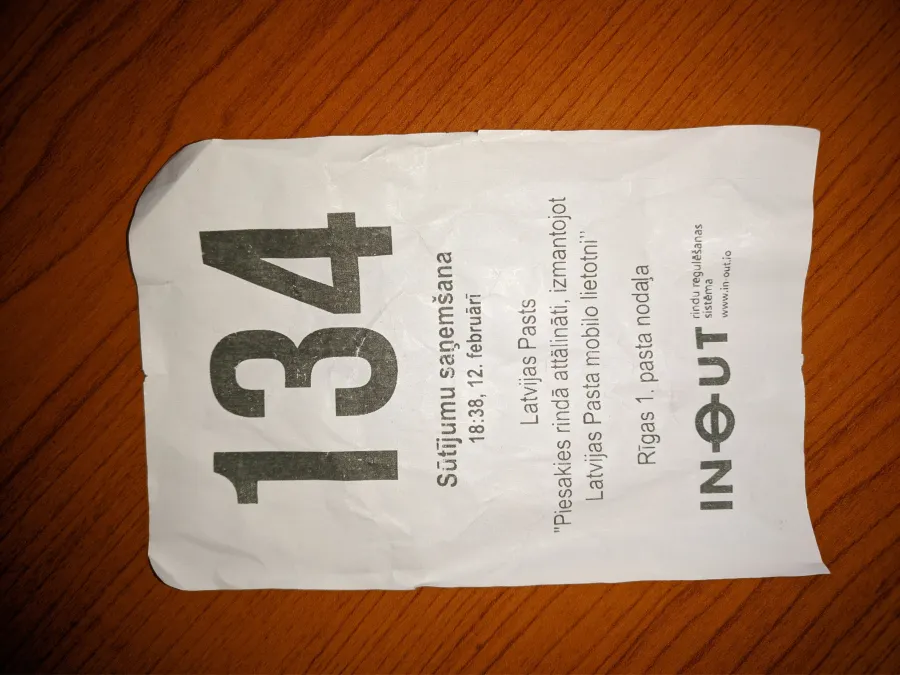 134
Sūtījumu saņemšana
18:38, 12. februārī
Latvijas Pasts
"Piesakies rindā attālināti, izmantojot
Latvijas Pasta mobilo lietotni”
Rīgas 1. pasta nodaļa
IN OUT
rindu regulēšanas
sistēma
www.in-out.io